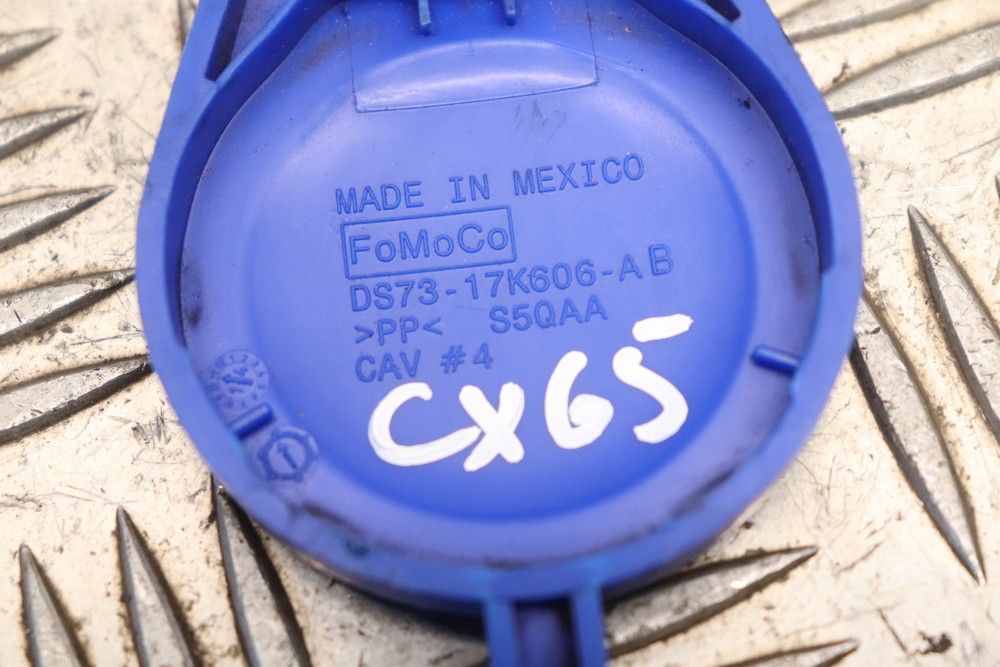 MADE IN MEXICO
FoMoCo
DS73-17K606-AB
>PP< S5QAA
CAV #4
CX65